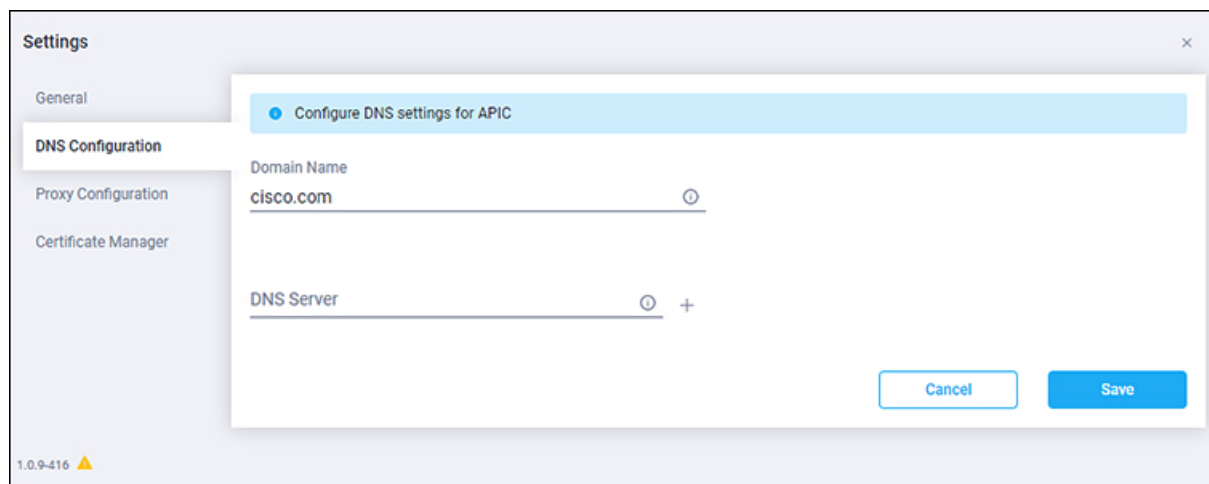 Settings
General
DNS Configuration
Proxy Configuration
Certificate Manager
Configure DNS settings for APIC
Domain Name
cisco.com
DNS Server
Cancel
Save
1.0.9-416